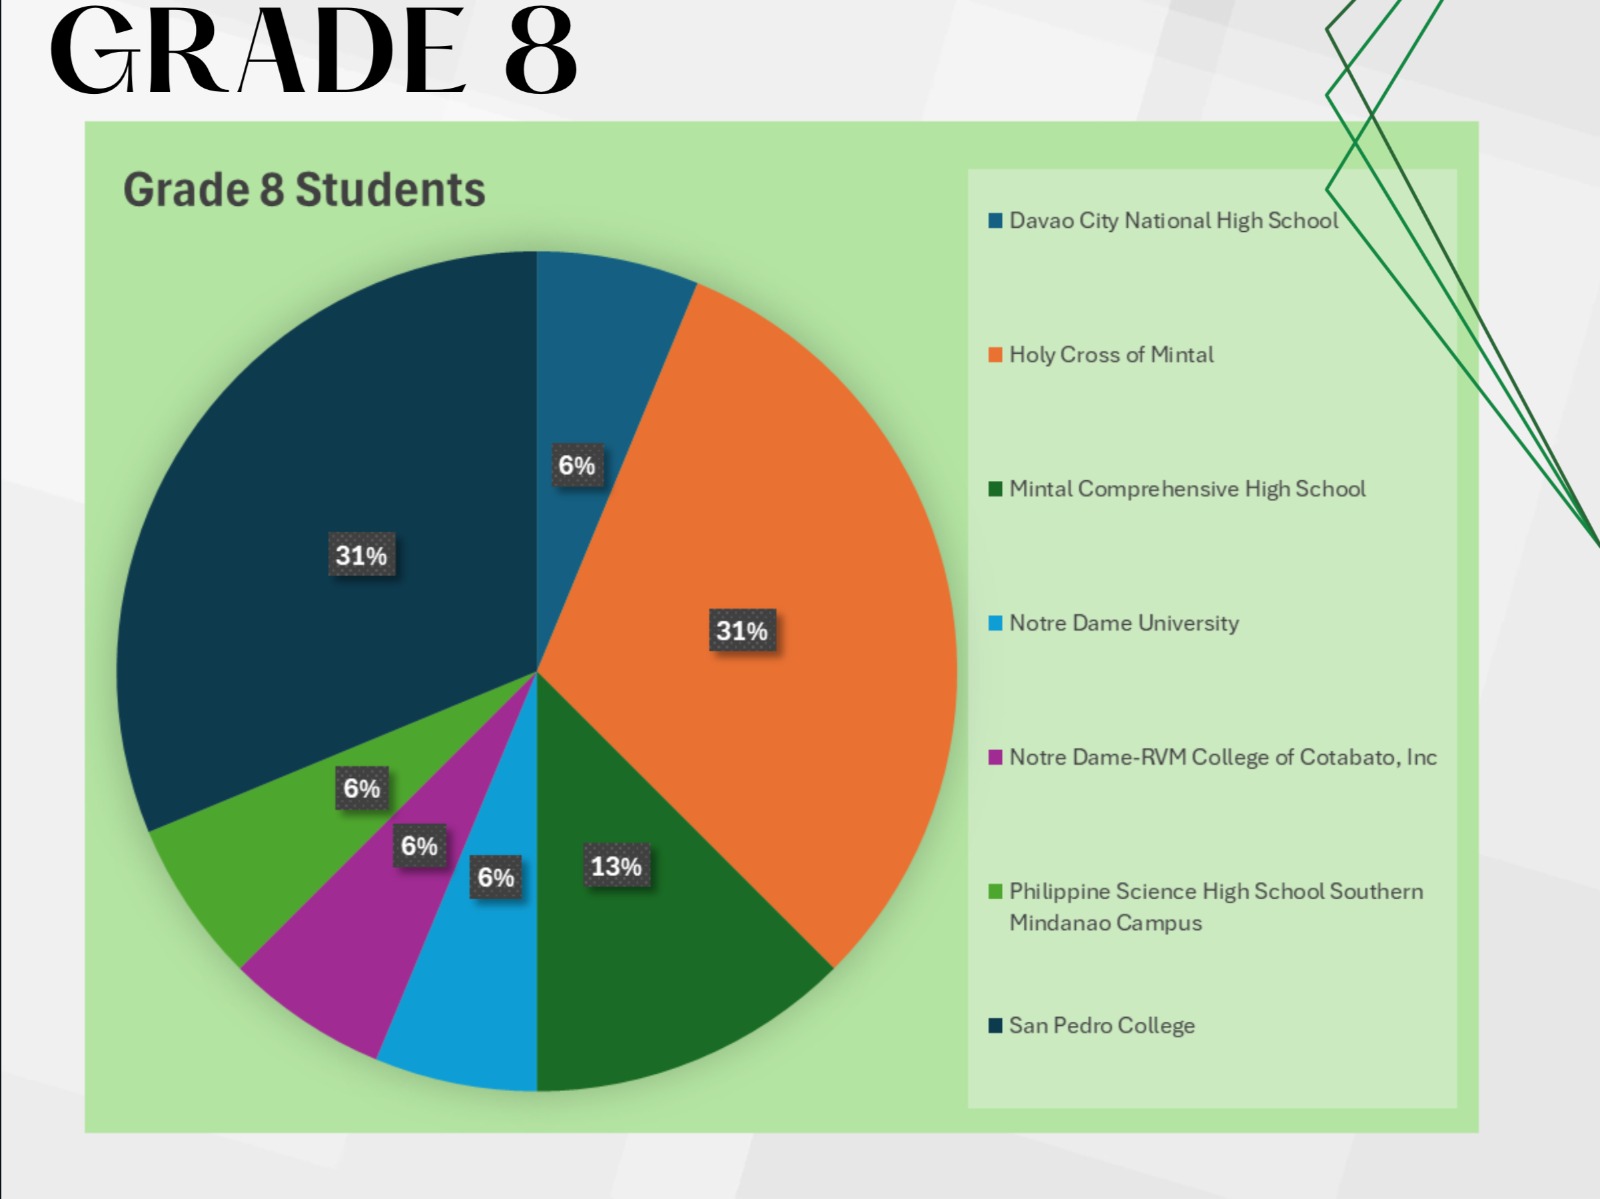 GRADE 8
Grade 8 Students
Davao City National High School
Holy Cross of Mintal
Mintal Comprehensive High School
Notre Dame University
Notre Dame-RVM College of Cotabato, Inc
Philippine Science High School Southern
Mindanao Campus
San Pedro College
6%
31%
31%
6%
6%
6%
13%